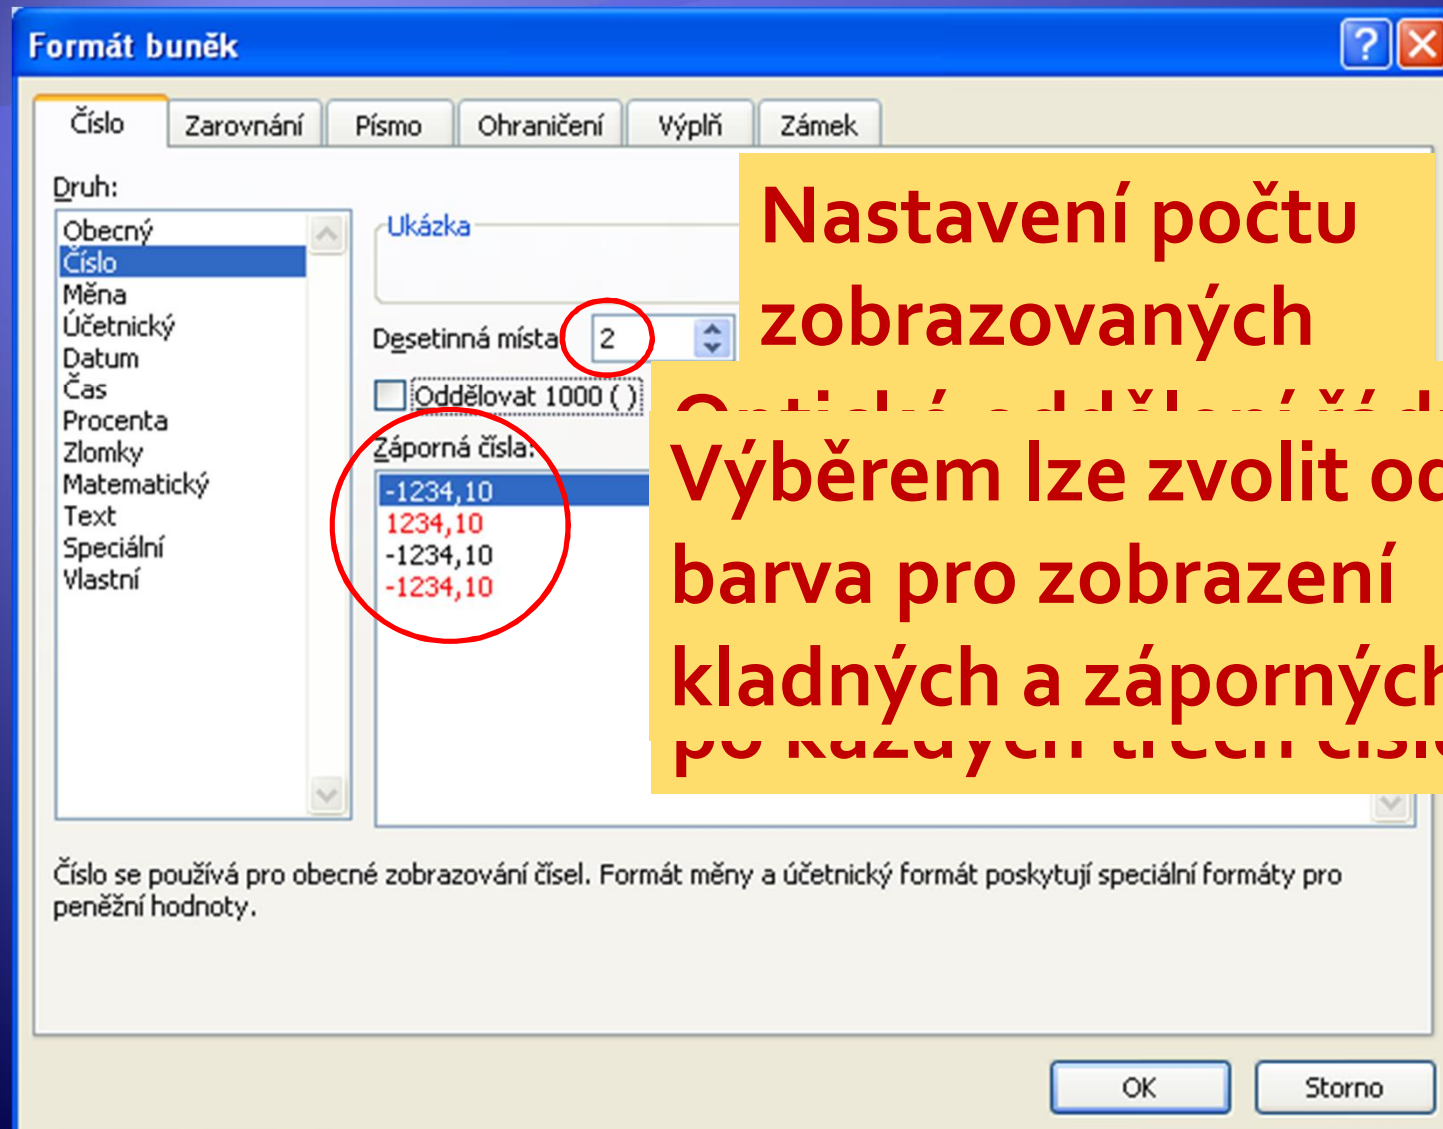 Formát buněk
Číslo Zarovnání Písmo Ohraničení Výplň Zámek
Druh:
Obecný
Číslo
Měna
Účetnický
Datum
Čas
Procenta
Zlomky
Matematický
Text
Speciální
Vlastní
Ukázka
Desetinná místa 2
Oddělovat 1000 ( )
Záporná čísla:
-1234,10
1234,10
-1234,10
-1234,10
Nastavení počtu
zobrazovaných
Výběrem lze zvolit
barva pro zobrazení
kladných a záporných
po každých třech
Číslo se používá pro obecné zobrazování čísel. Formát měny a účetnický formát poskytují speciální formáty pro
peněžní hodnoty.
OK Storno